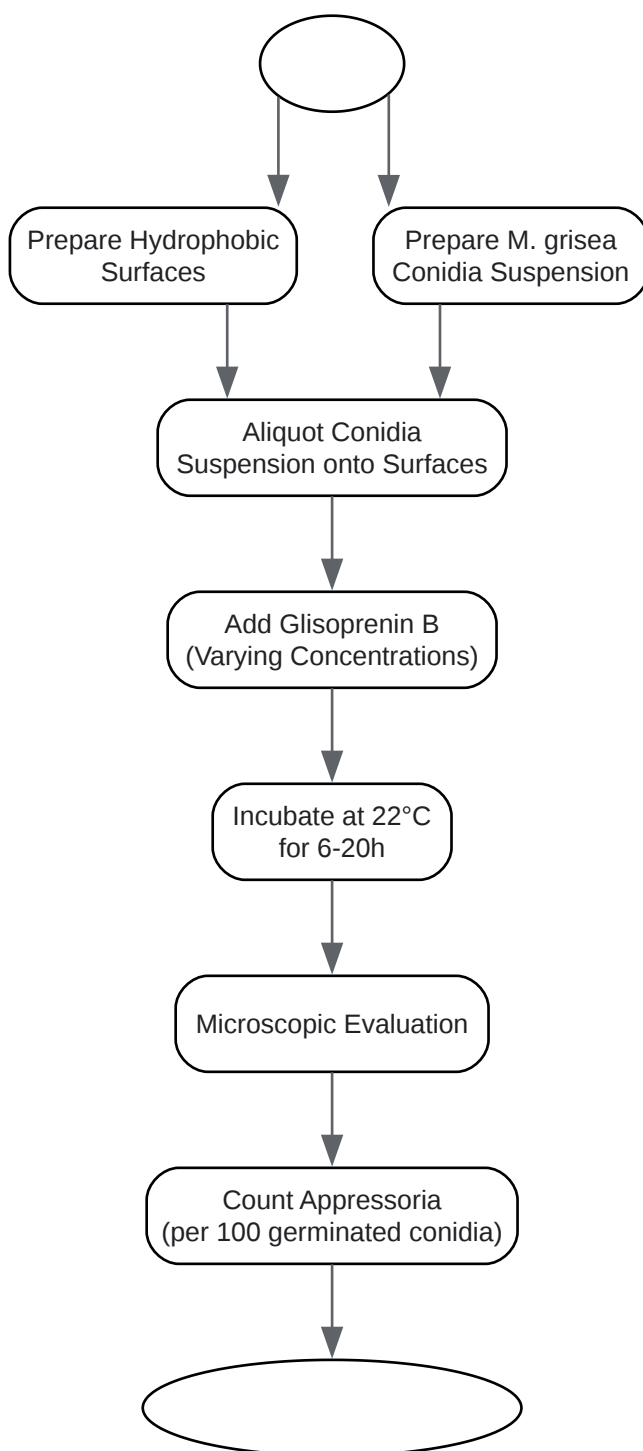 Prepare Hydrophobic
Surfaces
Prepare M. grisea
Conidia Suspension
Aliquot Conidia
Suspension onto Surfaces
Add Glisoprenin B
(Varying Concentrations)
Incubate at 22°C
for 6-20h
Microscopic Evaluation
Count Appressoria
(per 100 germinated conidia)